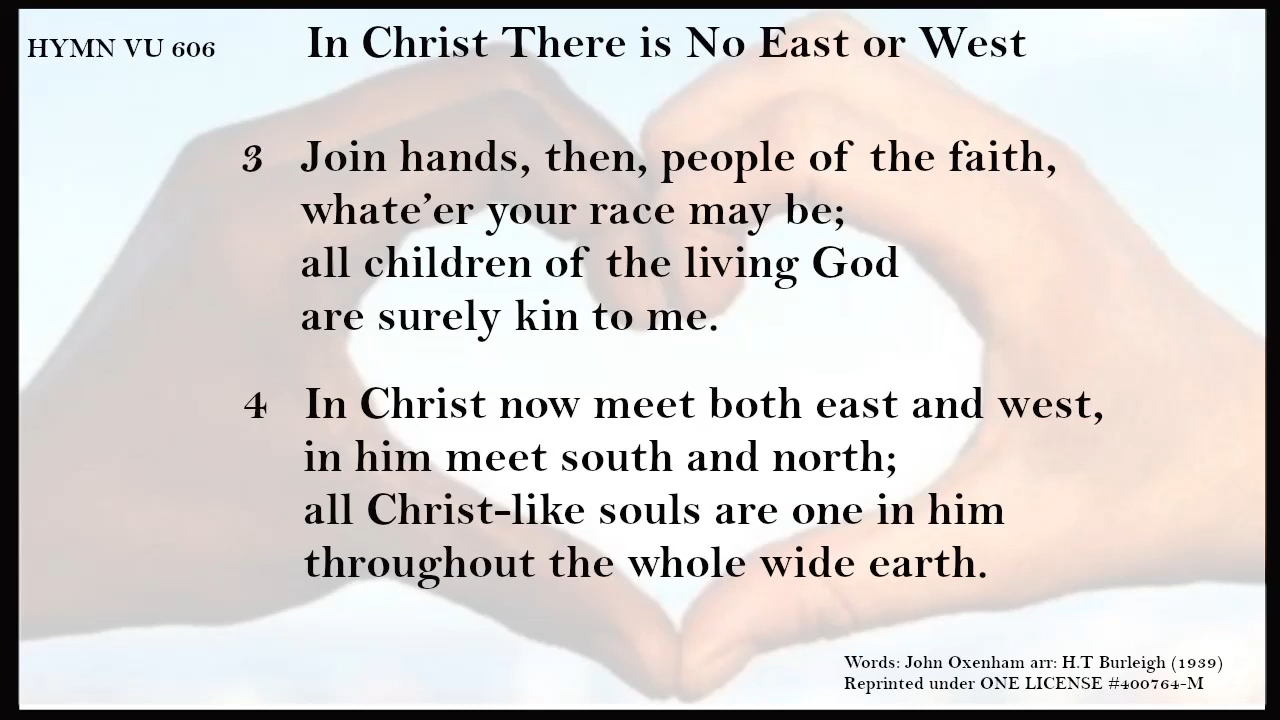 HYMN VU 606
In Christ There is No East or West
3 Join hands, then, people of the faith,
whate’er your race may be;
all children of the living God
are surely kin to me.
4 In Christ now meet both east and west,
in him meet south and north;
all Christ-like souls are one in him
throughout the whole wide earth.
Words: John Oxenham arr: H.T Burleigh (1939)
Reprinted under ONE LICENSE #400764-M